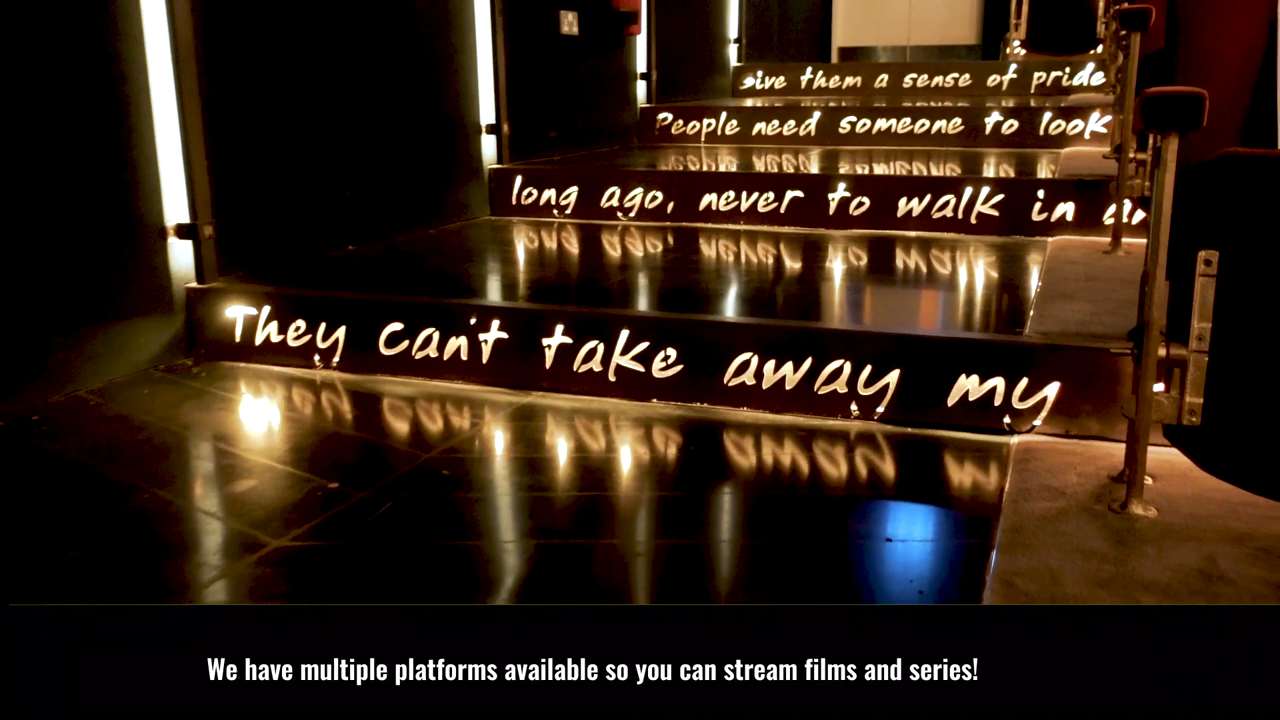 give them a sense of pride
People need someone to look
long ago, never to walk in
They can't take away my
We have multiple platforms available so you can stream films and series!